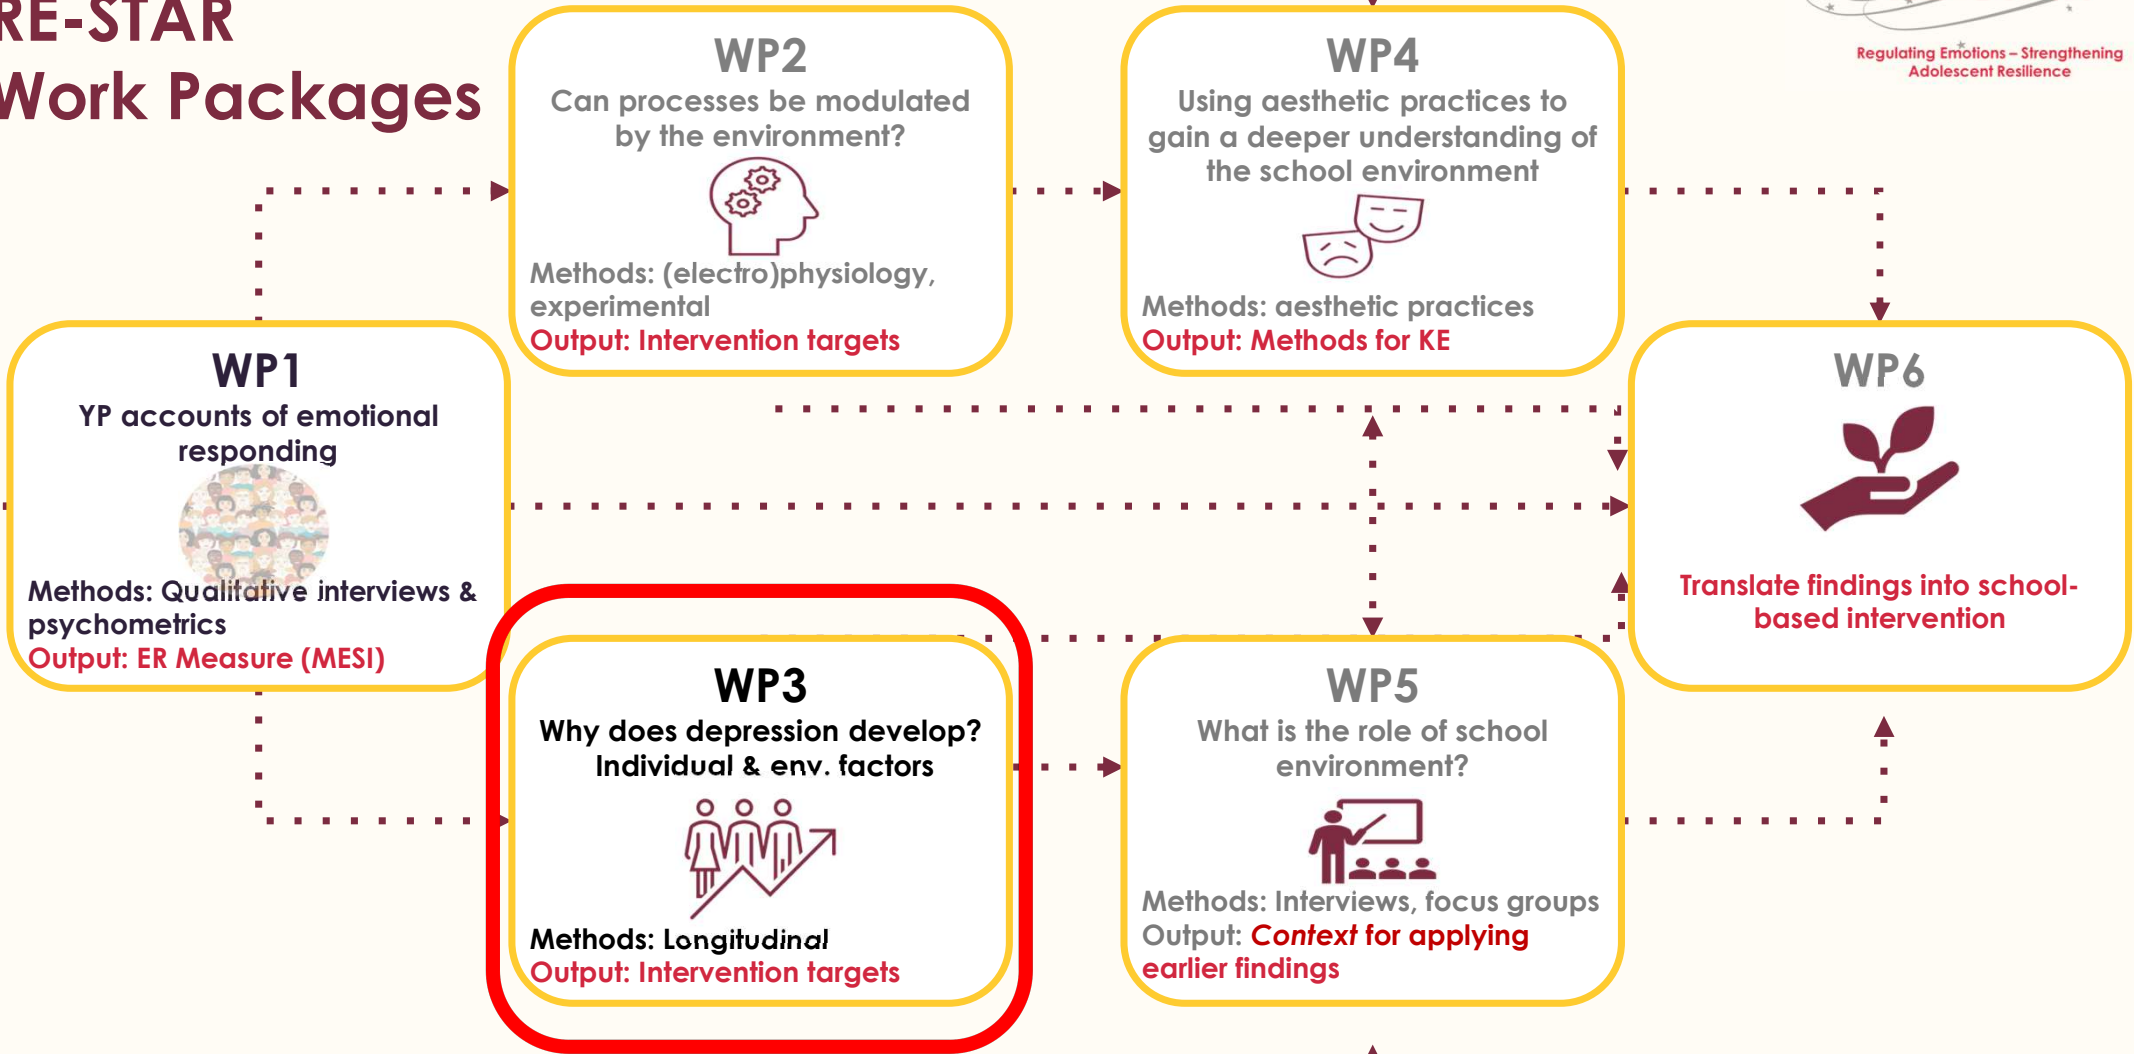 RE-STAR
Work Packages
Regulating Emotions – Strengthening
Adolescent Resilience
WP1
YP accounts of emotional
responding
Methods: Qualitative interviews &
psychometrics
Output: ER Measure (MESI)
WP2
Can processes be modulated
by the environment?
Methods: (electro)physiology,
experimental
Output: Intervention targets
WP3
Why does depression develop?
Individual & env. factors
Methods: Longitudinal
Output: Intervention targets
WP4
Using aesthetic practices to
gain a deeper understanding of
the school environment
Methods: aesthetic practices
Output: Methods for KE
WP5
What is the role of school
environment?
Methods: Interviews, focus groups
Output: Context for applying
earlier findings
WP6
Translate findings into school-
based intervention